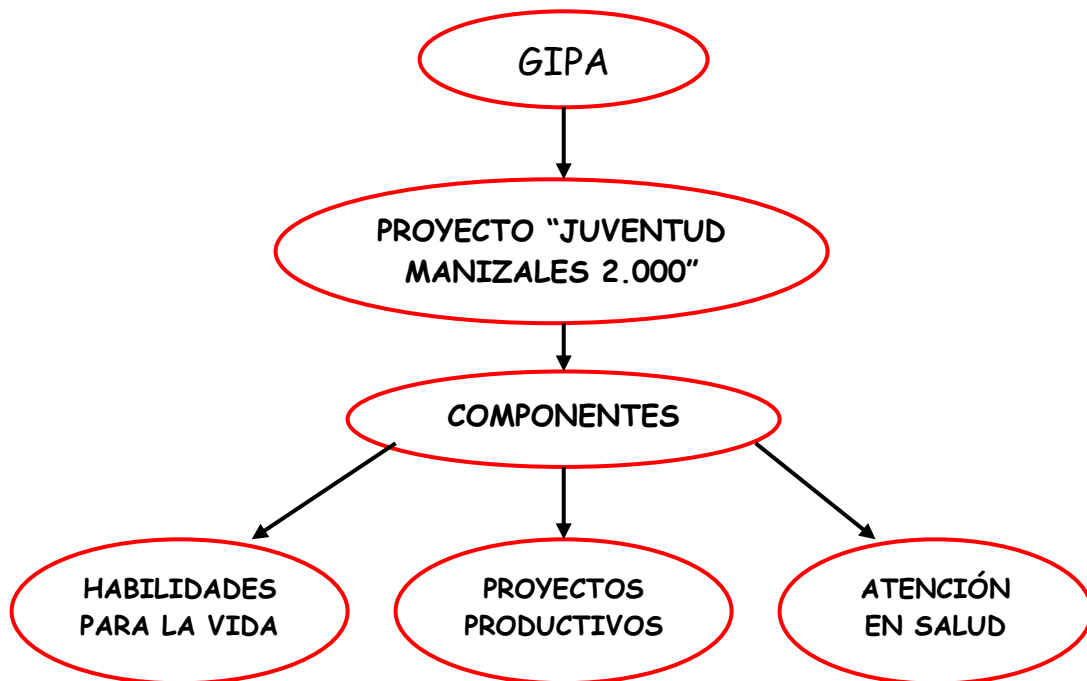 GIPA
PROYECTO “JUVENTUD
MANIZALES 2.000”
COMPONENTES
HABILIDADES
PARA LA VIDA
PROYECTOS
PRODUCTIVOS
ATENCIÓN
EN SALUD